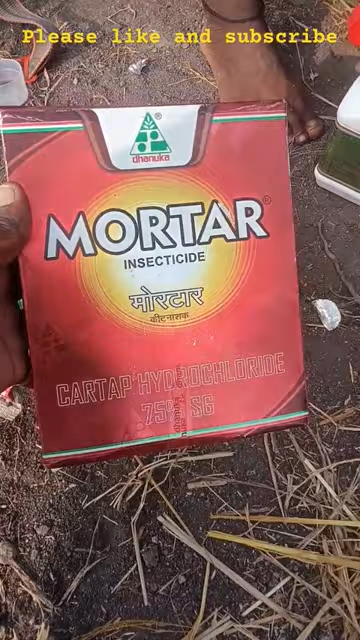 Please like and subscribe
dhanuka
MORTAR®
INSECTICIDE
मोरटार
कीटनाशक
CARTAP HYDROCHLORIDE
75% SG